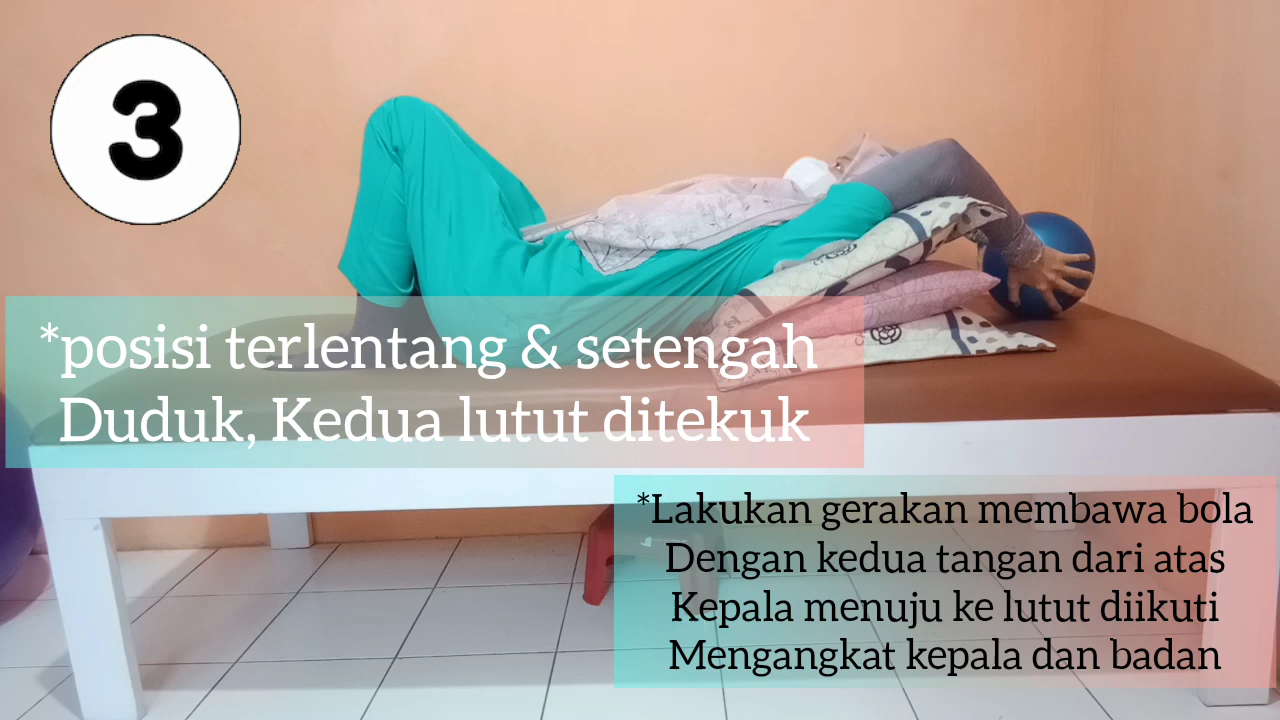 3
*posisi terlentang & setengah
Duduk, Kedua lutut ditekuk
*Lakukan gerakan membawa bola
Dengan kedua tangan dari atas
Kepala menuju ke lutut diikuti
Mengangkat kepala dan badan